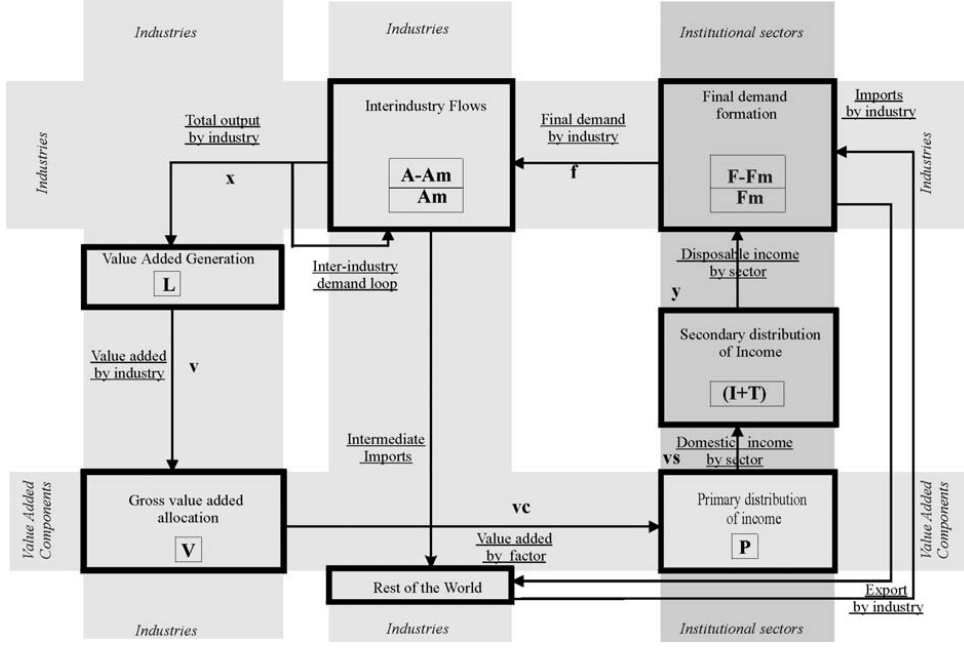 Industries
Industries
Institutional sectors
Interindustry Flows
A-Am
Am
Final demand
formation
F-Fm
Fm
Imports
by industry
Total output
by industry
x
Final demand
by industry
f
Industries
Industries
Value Added Generation
L
Inter-industry
demand loop
Disposable income
by sector
y
Secondary distribution
of Income
(I+T)
Value added
by industry
v
Intermediate
Imports
Domestic income
by sector
vs
Value Added
Components
Gross value added
allocation
V
vc
Value added
by factor
Primary distribution
of income
P
Value Added
Components
Rest of the World
Export
by industry
Industries
Industries
Institutional sectors